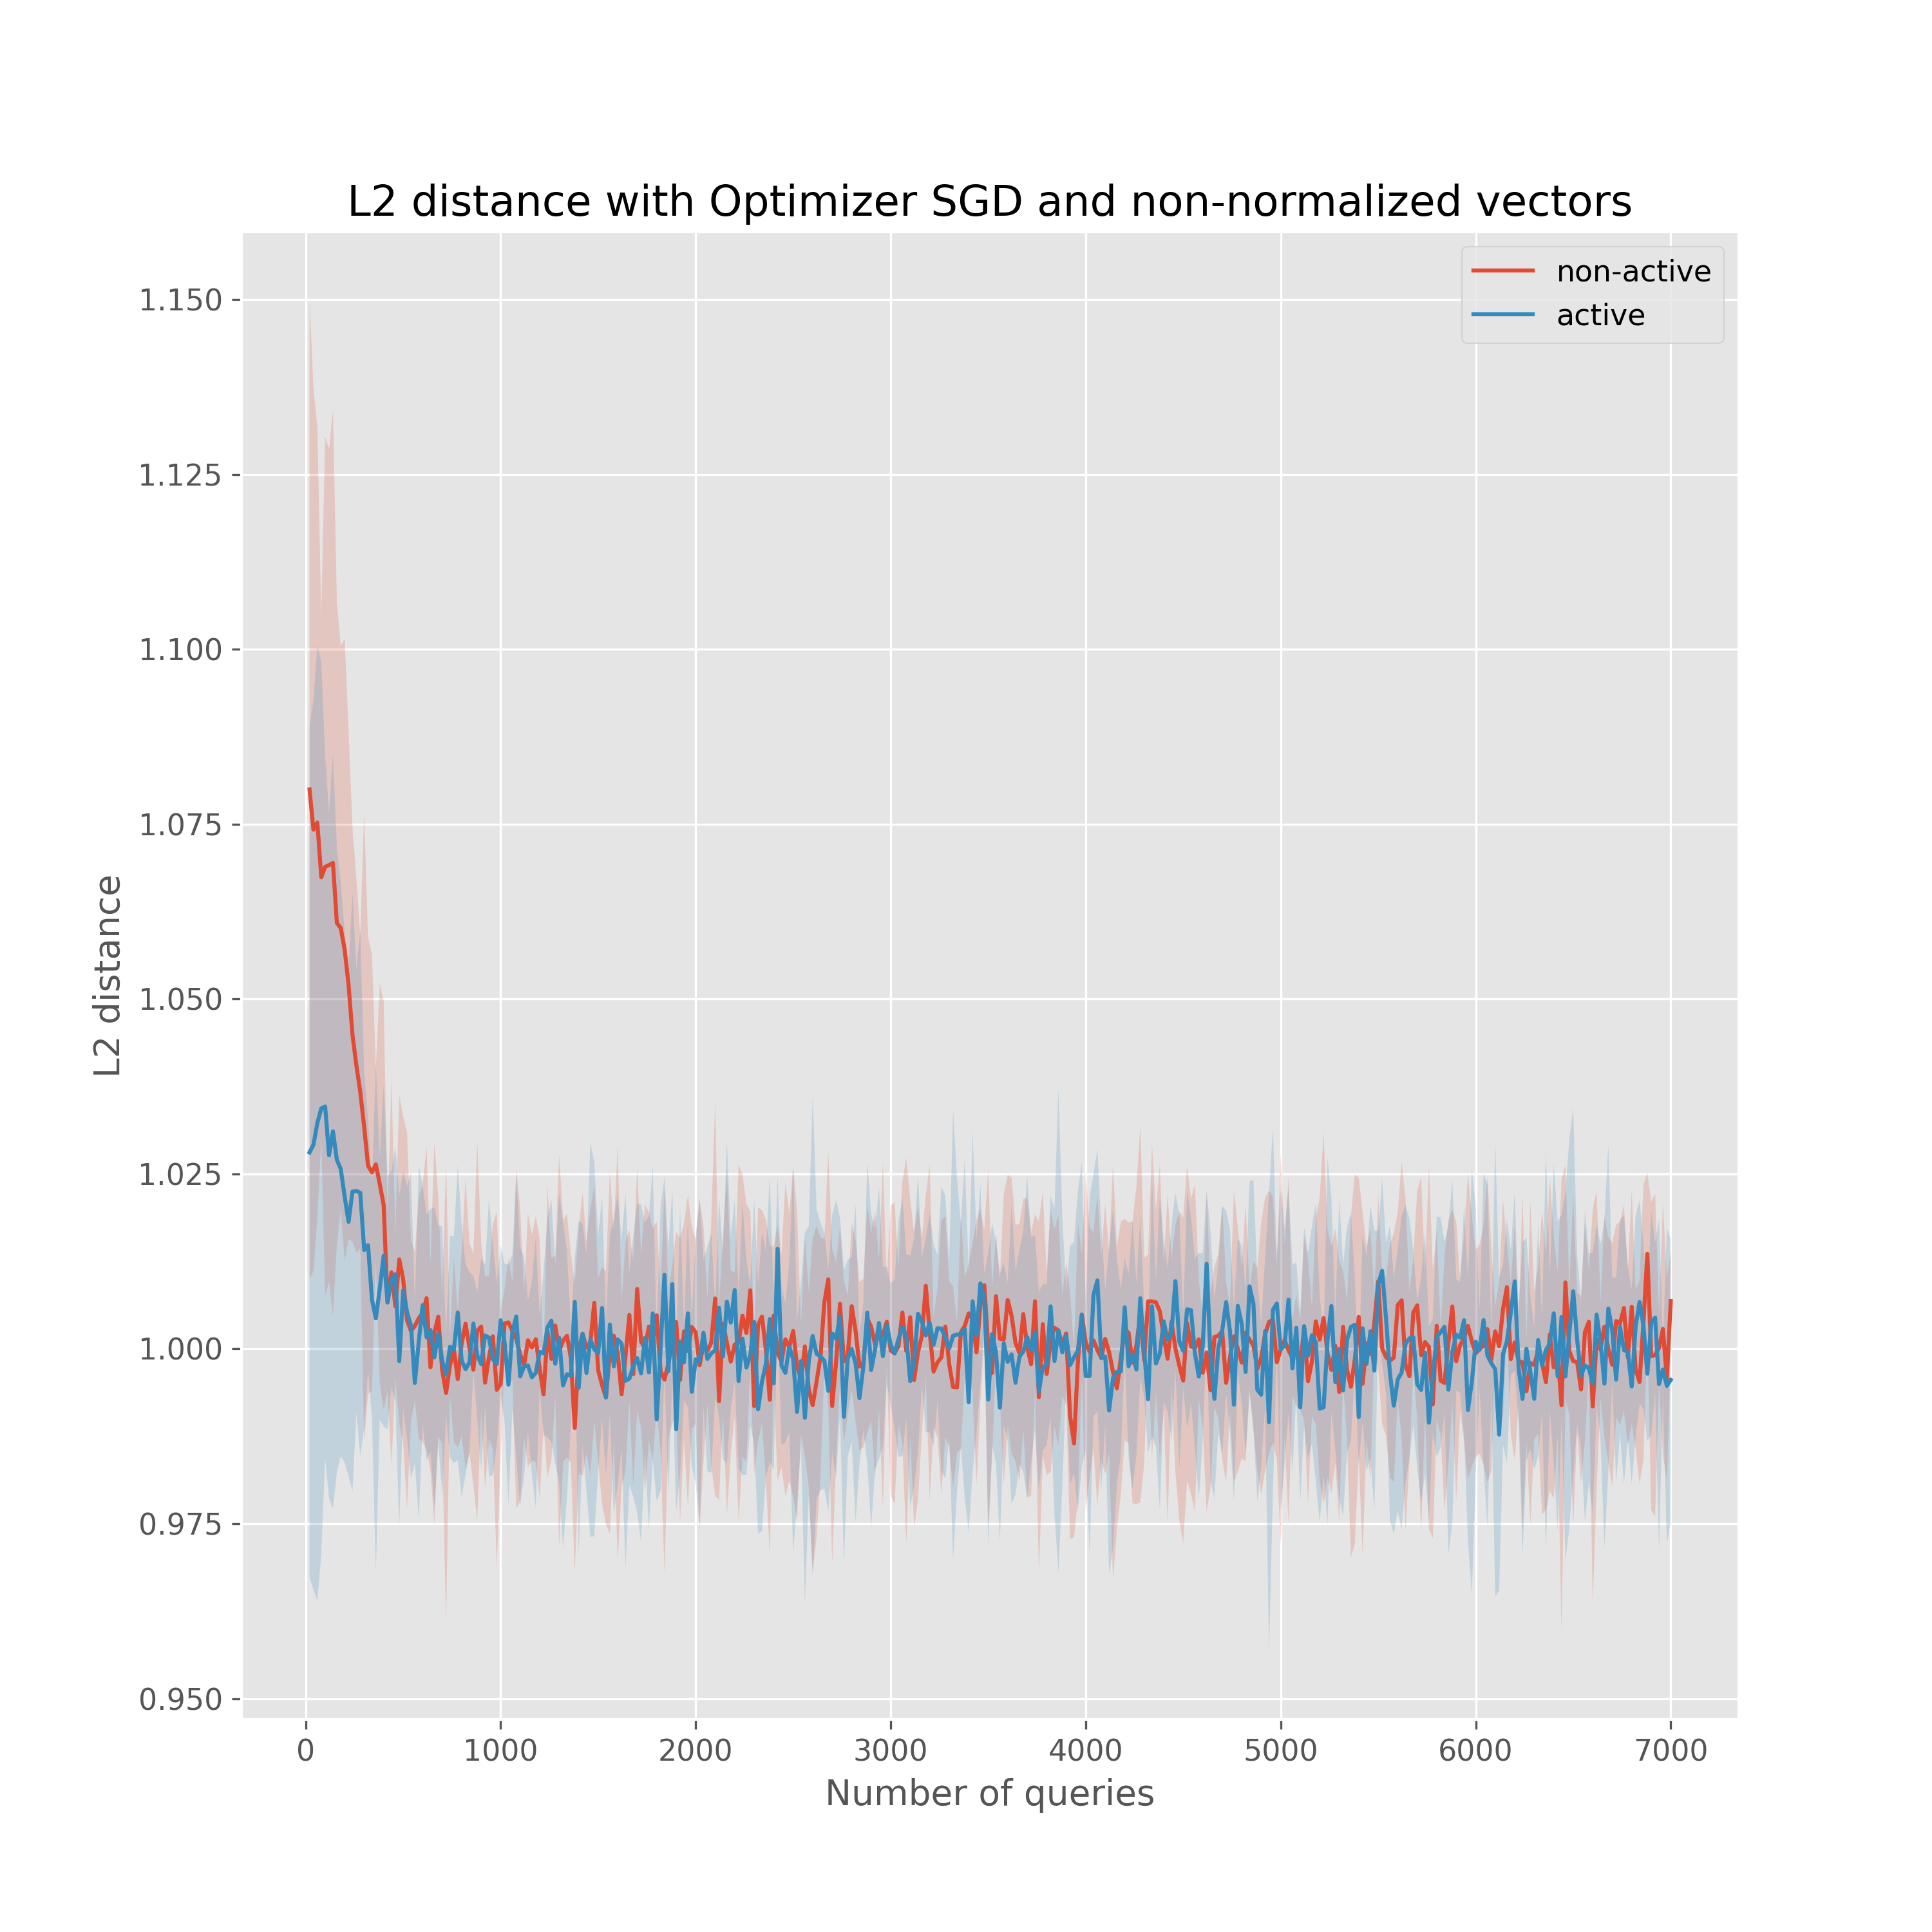 L2 distance with Optimizer SGD and non-normalized vectors
non-active
active
1.150
1.125
1.100
1.075
1.050
1.025
1.000
0.975
0.950
L2 distance
0 1000 2000 3000 4000 5000 6000 7000
Number of queries